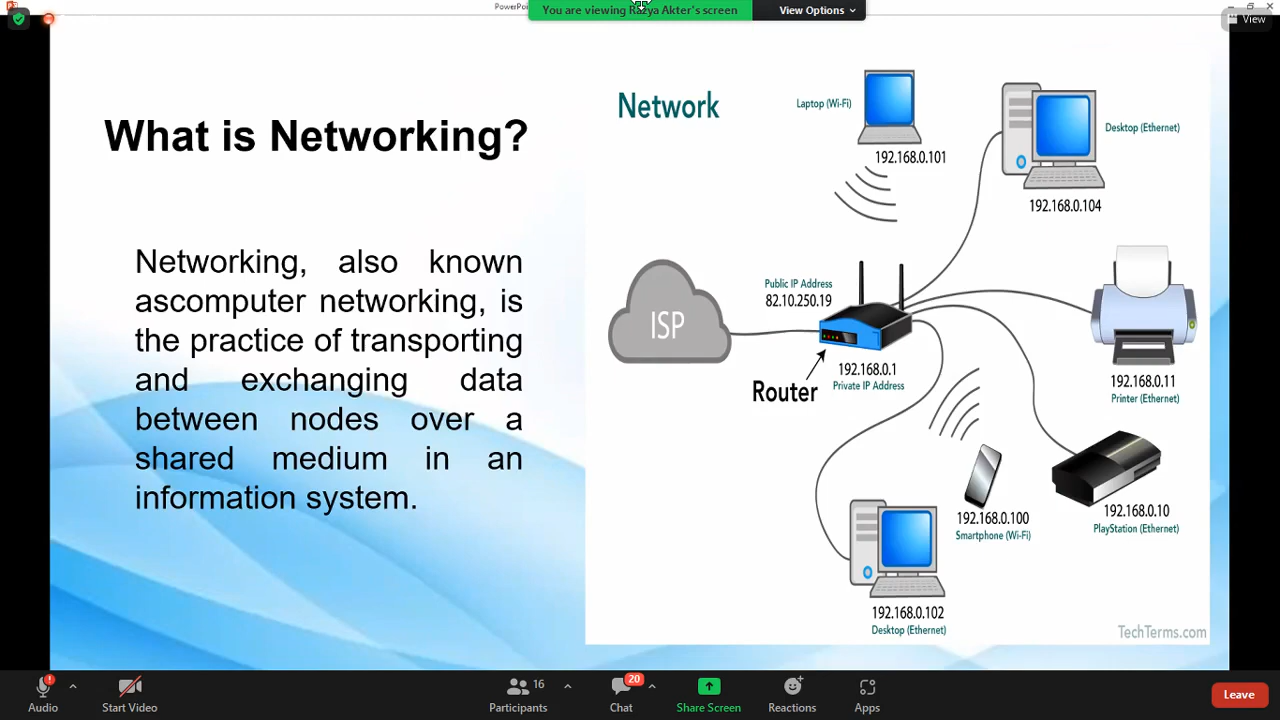 PowerPoi
You are viewing Razya Akter's screen
View Options
View
What is Networking?
Networking, also known
ascomputer networking, is
the practice of transporting
and exchanging data
between nodes over a
shared medium in an
information system.
Network
Laptop (Wi-Fi)
192.168.0.101
Desktop (Ethernet)
192.168.0.104
ISP
Public IP Address
82.10.250.19
192.168.0.1
Private IP Address
Router
192.168.0.11
Printer (Ethernet)
192.168.0.10
PlayStation (Ethernet)
192.168.0.100
Smartphone (Wi-Fi)
192.168.0.102
Desktop (Ethernet)
TechTerms.com
Audio
Start Video
16
Participants
20
Chat
Share Screen
Reactions
Apps
Leave